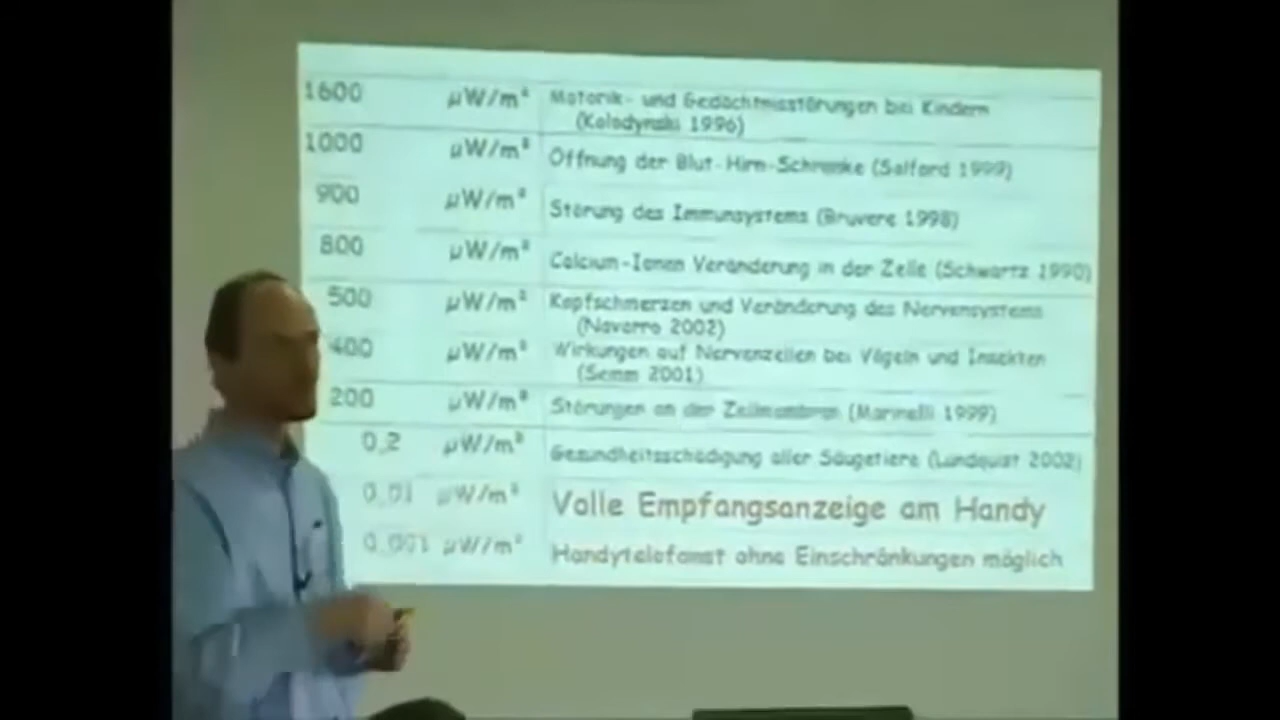 1600 µW/m² Motorik- und Gedächtnisstörungen bei Kindern
(Kolodynski 1996)
1000 µW/m² Öffnung der Blut-Hirn-Schranke (Salford 1999)
900 µW/m² Störung des Immunsystems (Bruvere 1998)
800 µW/m² Calcium-Ionen Veränderung in der Zelle (Schwartz 1990)
500 µW/m² Kopfschmerzen und Veränderung des Nervensystems
(Navarro 2002)
400 µW/m² Wirkungen auf Nervenzellen bei Vögeln und Insekten
(Semm 2001)
200 µW/m² Störungen an der Zellmembran (Marinelli 1999)
0,2 µW/m² Gesundheitsschädigung aller Säugetiere (Lundquist 2002)
0,01 µW/m² Volle Empfangsanzeige am Handy
0,001 µW/m² Handytelefonat ohne Einschränkungen möglich